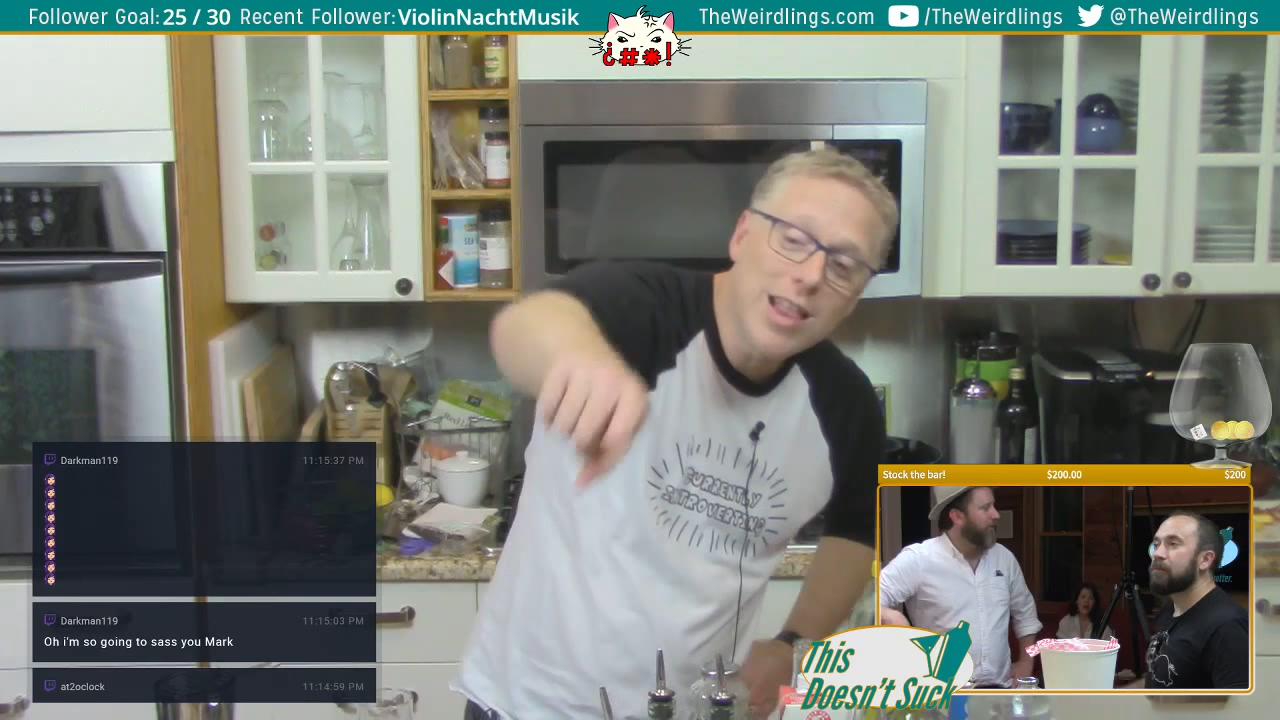 Follower Goal: 25 / 30 Recent Follower: ViolinNachtMusik
¿#*!
TheWeirdlings.com /TheWeirdlings @TheWeirdlings
CURRENTLY
INTROVERTING
Darkman119 11:15:37 PM
Darkman119 11:15:03 PM
Oh i'm so going to sass you Mark
at2oclock 11:14:59 PM
Stock the bar! $200.00 $200
This
Doesn't Suck